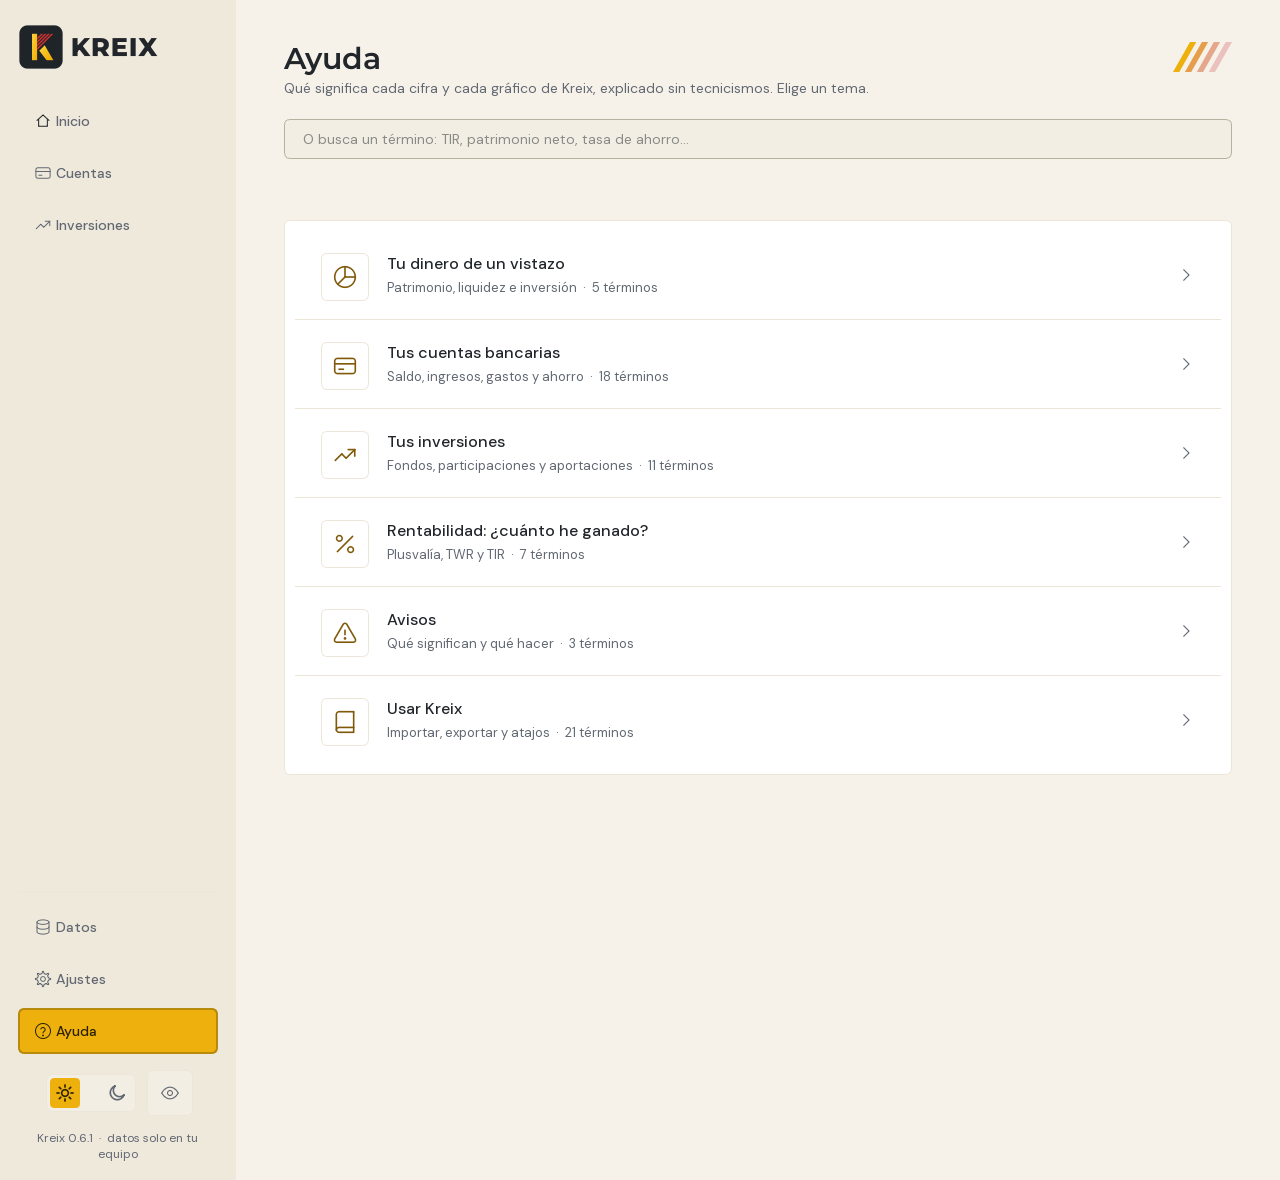 KREIX
Inicio
Cuentas
Inversiones
Datos
Ajustes
Ayuda
Kreix 0.6.1 · datos solo en tu
equipo
Ayuda
Qué significa cada cifra y cada gráfico de Kreix, explicado sin tecnicismos. Elige un tema.
O busca un término: TIR, patrimonio neto, tasa de ahorro...
Tu dinero de un vistazo
Patrimonio, liquidez e inversión · 5 términos
Tus cuentas bancarias
Saldo, ingresos, gastos y ahorro · 18 términos
Tus inversiones
Fondos, participaciones y aportaciones · 11 términos
Rentabilidad: ¿cuánto he ganado?
Plusvalía, TWR y TIR · 7 términos
Avisos
Qué significan y qué hacer · 3 términos
Usar Kreix
Importar, exportar y atajos · 21 términos